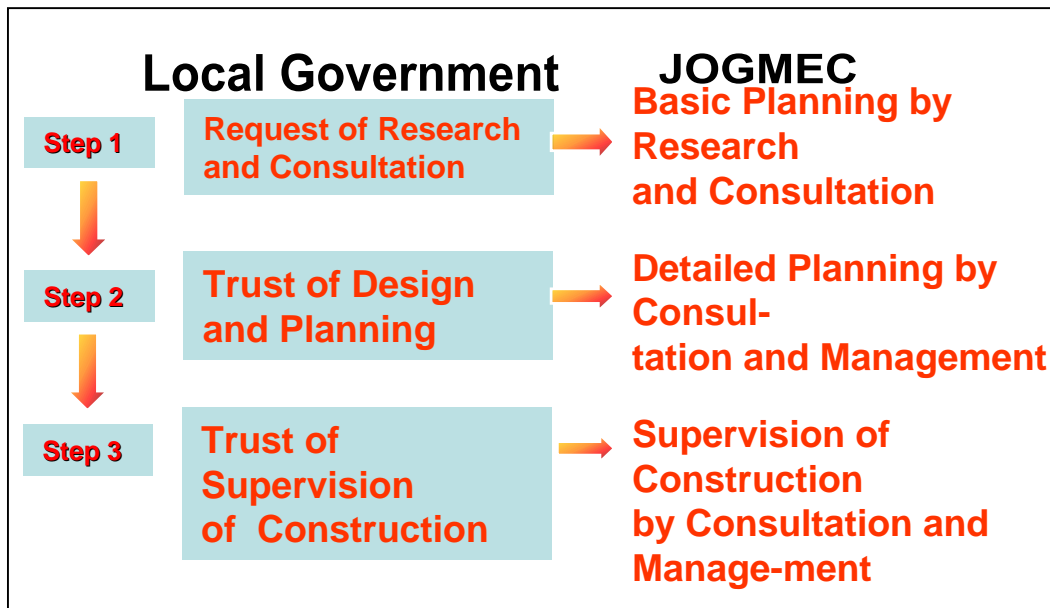 Local Government
JOGMEC
Step 1
Request of Research
and Consultation
Basic Planning by
Research
and Consultation
Step 2
Trust of Design
and Planning
Detailed Planning by
Consul-
tation and Management
Step 3
Trust of
Supervision
of Construction
Supervision of
Construction
by Consultation and
Manage-ment